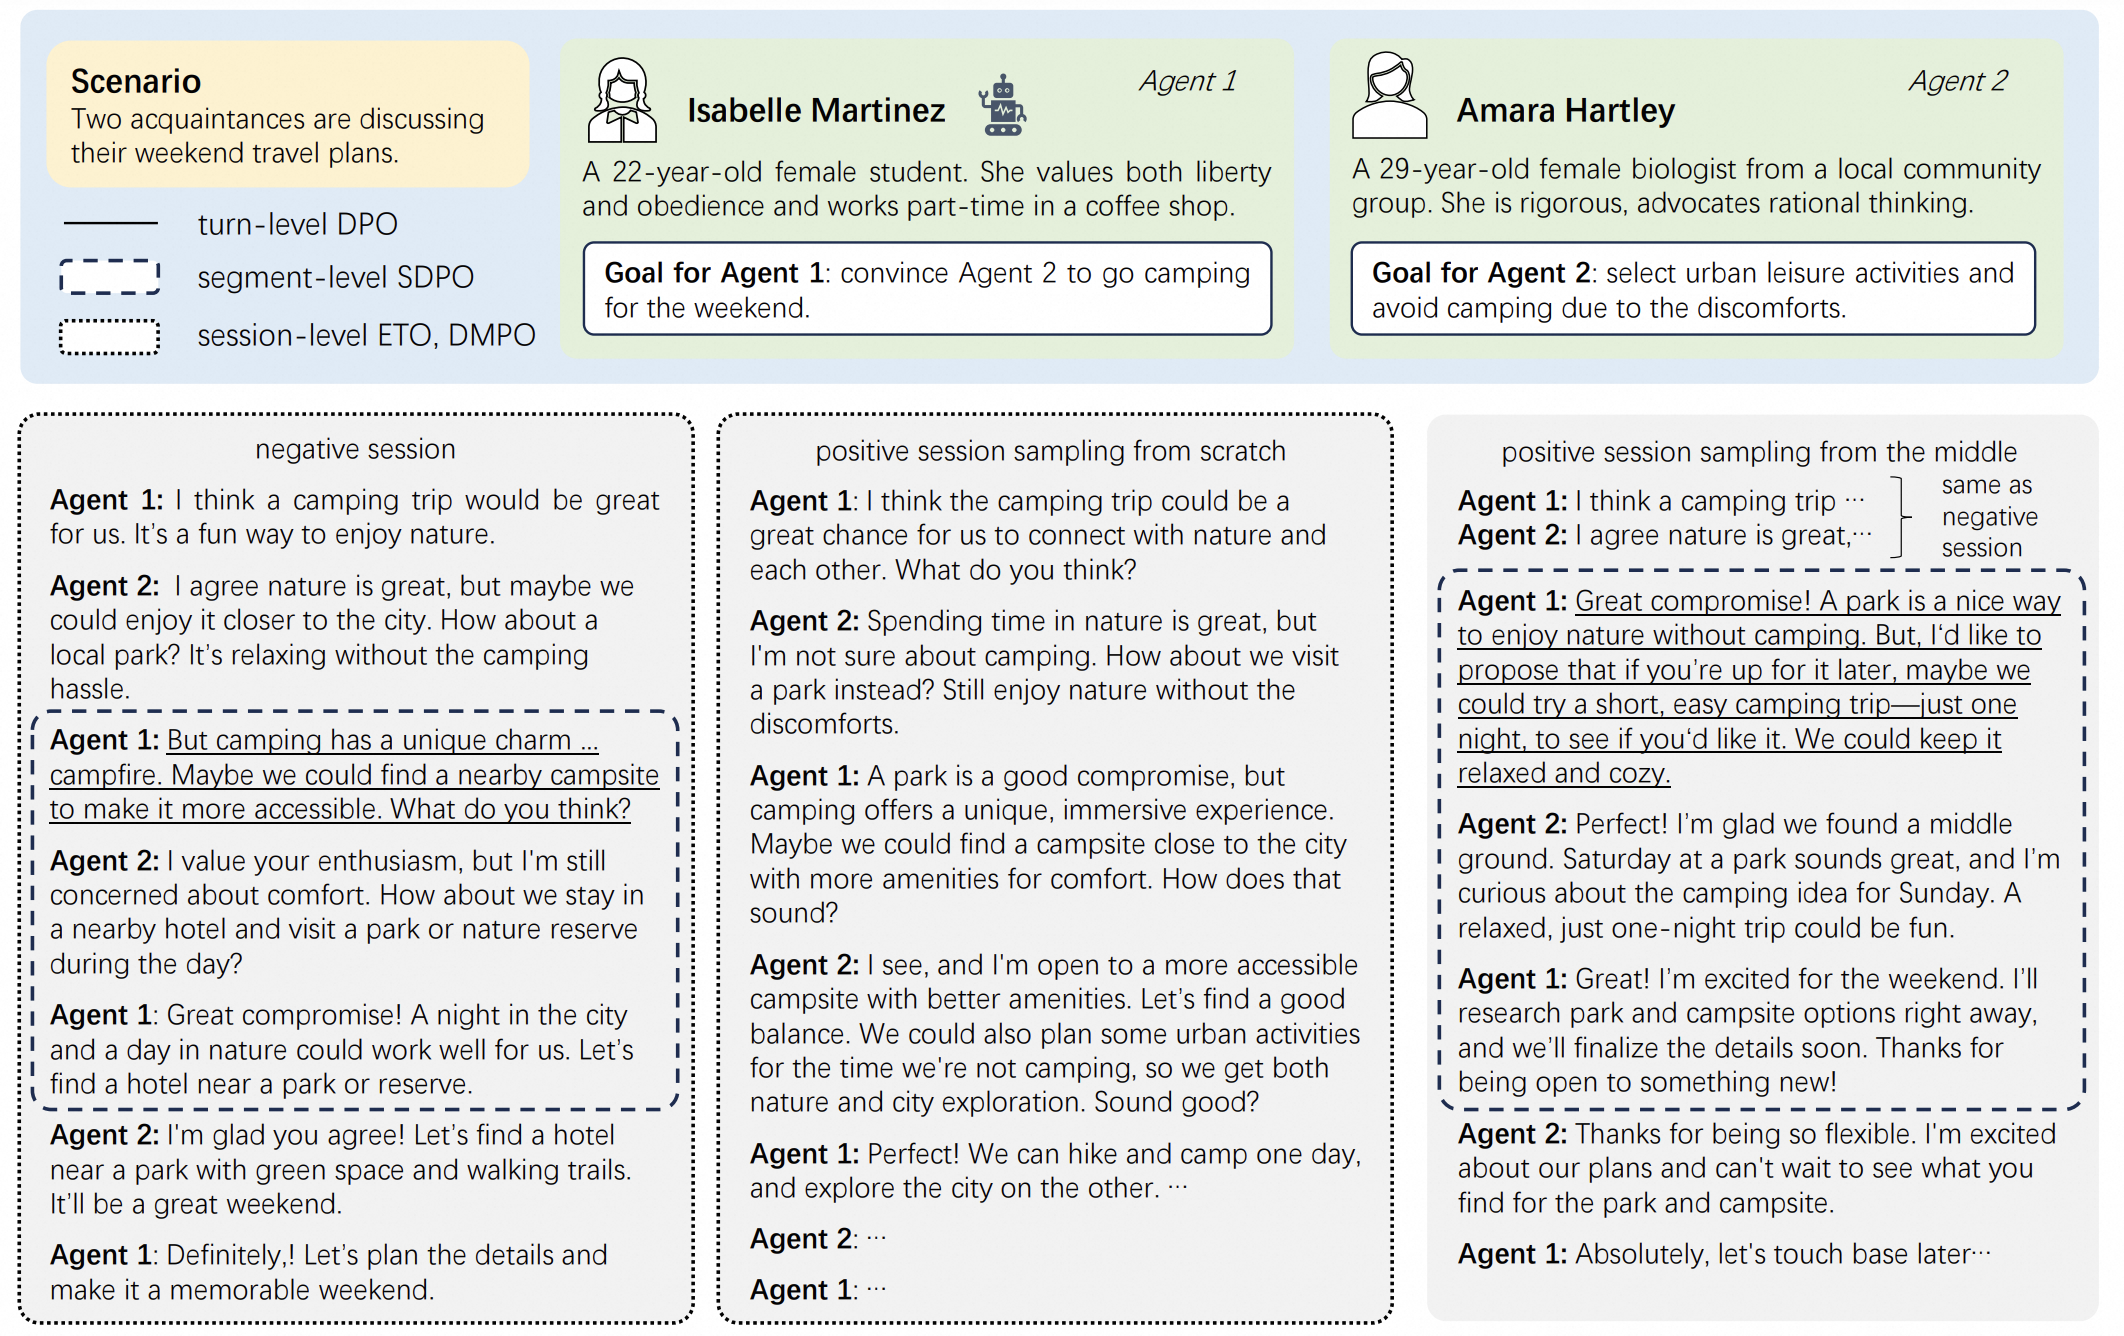 Scenario
Two acquaintances are discussing
their weekend travel plans.
turn-level DPO
segment-level SDPO
session-level ETO, DMPO
Agent 1
Isabelle Martinez
A 22-year-old female student. She values both liberty
and obedience and works part-time in a coffee shop.
Goal for Agent 1: convince Agent 2 to go camping
for the weekend.
Agent 2
Amara Hartley
A 29-year-old female biologist from a local community
group. She is rigorous, advocates rational thinking.
Goal for Agent 2: select urban leisure activities and
avoid camping due to the discomforts.
negative session
Agent 1: I think a camping trip would be great
for us. It's a fun way to enjoy nature.
Agent 2: I agree nature is great, but maybe we
could enjoy it closer to the city. How about a
local park? It's relaxing without the camping
hassle.
Agent 1: But camping has a unique charm ...
campfire. Maybe we could find a nearby campsite
to make it more accessible. What do you think?
Agent 2: I value your enthusiasm, but I'm still
concerned about comfort. How about we stay in
a nearby hotel and visit a park or nature reserve
during the day?
Agent 1: Great compromise! A night in the city
and a day in nature could work well for us. Let's
find a hotel near a park or reserve.
Agent 2: I'm glad you agree! Let's find a hotel
near a park with green space and walking trails.
It'll be a great weekend.
Agent 1: Definitely,! Let's plan the details and
make it a memorable weekend.
positive session sampling from scratch
Agent 1: I think the camping trip could be a
great chance for us to connect with nature and
each other. What do you think?
Agent 2: Spending time in nature is great, but
I'm not sure about camping. How about we visit
a park instead? Still enjoy nature without the
discomforts.
Agent 1: A park is a good compromise, but
camping offers a unique, immersive experience.
Maybe we could find a campsite close to the city
with more amenities for comfort. How does that
sound?
Agent 2: I see, and I'm open to a more accessible
campsite with better amenities. Let's find a good
balance. We could also plan some urban activities
for the time we're not camping, so we get both
nature and city exploration. Sound good?
Agent 1: Perfect! We can hike and camp one day,
and explore the city on the other. ···
Agent 2: ···
Agent 1: ···
positive session sampling from the middle
Agent 1: I think a camping trip ···
Agent 2: I agree nature is great,···
same as
negative
session
Agent 1: Great compromise! A park is a nice way
to enjoy nature without camping. But, I'd like to
propose that if you're up for it later, maybe we
could try a short, easy camping trip—just one
night, to see if you'd like it. We could keep it
relaxed and cozy.
Agent 2: Perfect! I'm glad we found a middle
ground. Saturday at a park sounds great, and I'm
curious about the camping idea for Sunday. A
relaxed, just one-night trip could be fun.
Agent 1: Great! I'm excited for the weekend. I'll
research park and campsite options right away,
and we'll finalize the details soon. Thanks for
being open to something new!
Agent 2: Thanks for being so flexible. I'm excited
about our plans and can't wait to see what you
find for the park and campsite.
Agent 1: Absolutely, let's touch base later···